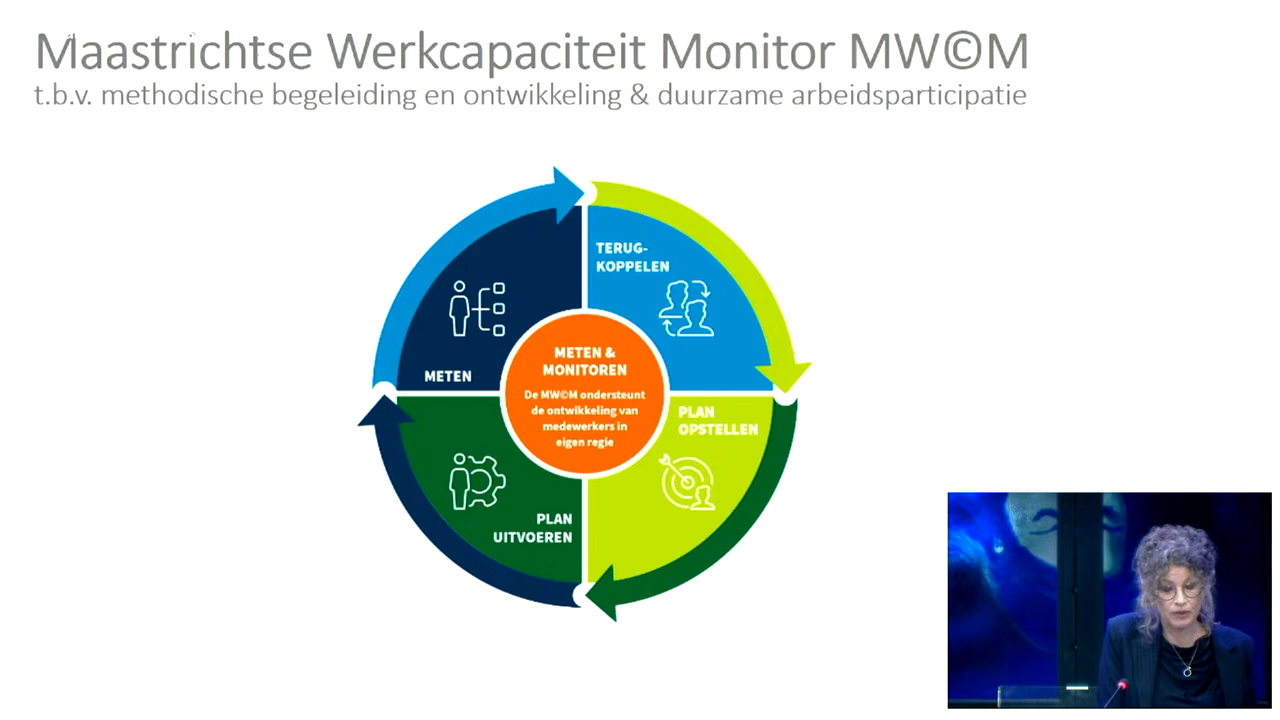 Maastrichtse Werkcapaciteit Monitor MW©M
t.b.v. methodische begeleiding en ontwikkeling & duurzame arbeidsparticipatie
TERUG-
KOPPELEN
METEN
METEN &
MONITOREN
De MW©M ondersteunt
de ontwikkeling van
medewerkers in
eigen regie
PLAN
OPSTELLEN
PLAN
UITVOEREN